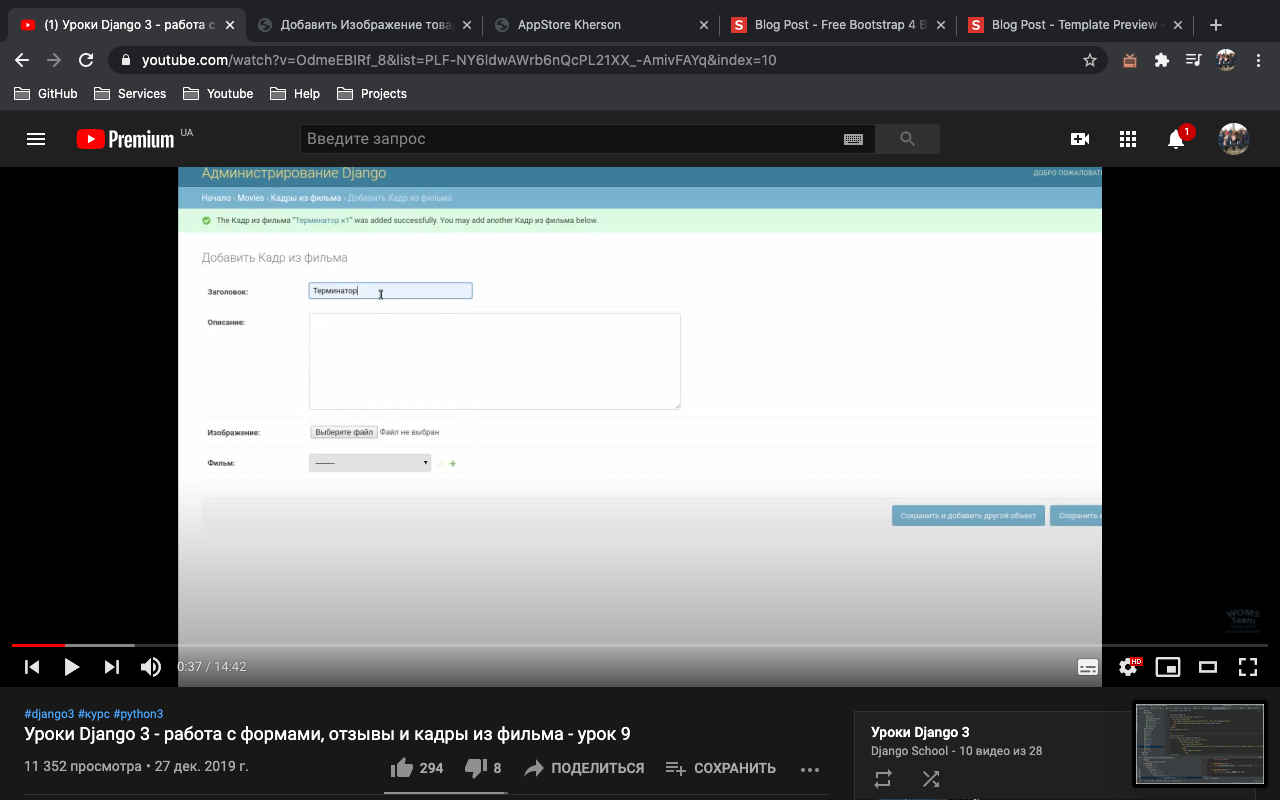 (1) Уроки Django 3 - работа с
Добавить Изображение това
AppStore Kherson
Blog Post - Free Bootstrap 4 B
Blog Post - Template Preview -
youtube.com/watch?v=OdmeEBIRf_8&list=PLF-NY6ldwAWrb6nQcPL21XX_-AmivFAYq&index=10
GitHub Services Youtube Help Projects
Premium UA
Введите запрос
1
Администрирование Django
ДОБРО ПОЖАЛОВАТЬ
Начало › Movies › Кадры из фильма › Добавить Кадр из фильма
The Кадр из фильма "Терминатор к1" was added successfully. You may add another Кадр из фильма below.
Добавить Кадр из фильма
Заголовок: Терминатор
Описание:
Изображение: Выберите файл Файл не выбран
Фильм: ---------
Сохранить и добавить другой объект Сохранить и
WOMS
Team
0:37 / 14:42
HD
#django3 #курс #python3
Уроки Django 3 - работа с формами, отзывы и кадры из фильма - урок 9
11 352 просмотра • 27 дек. 2019 г.
294 8 ПОДЕЛИТЬСЯ СОХРАНИТЬ
Уроки Django 3
Django School - 10 видео из 28